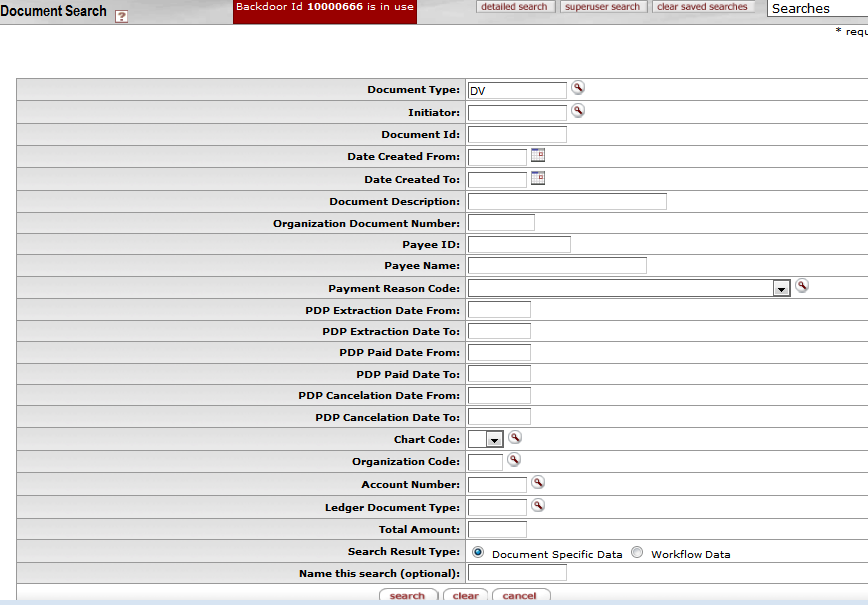 Document Search ? Backdoor Id 10000666 is in use detailed search superuser search clear saved searches Searches
* requ
Document Type: DV
Initiator:
Document Id:
Date Created From:
Date Created To:
Document Description:
Organization Document Number:
Payee ID:
Payee Name:
Payment Reason Code:
PDP Extraction Date From:
PDP Extraction Date To:
PDP Paid Date From:
PDP Paid Date To:
PDP Cancelation Date From:
PDP Cancelation Date To:
Chart Code:
Organization Code:
Account Number:
Ledger Document Type:
Total Amount:
Search Result Type: Document Specific Data Workflow Data
Name this search (optional):
search clear cancel